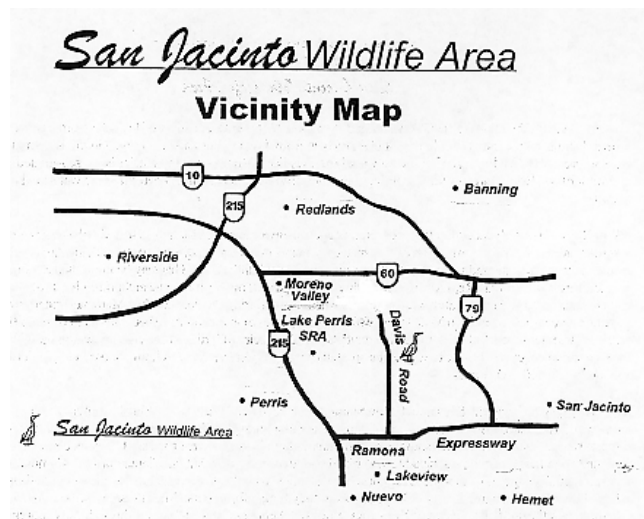 San Jacinto Wildlife Area
Vicinity Map
10
215
Redlands
Banning
Riverside
60
Moreno
Valley
79
Lake Perris
SRA
215
Davis
Road
Perris
San Jacinto
San Jacinto Wildlife Area
Ramona
Expressway
Lakeview
Nuevo
Hemet